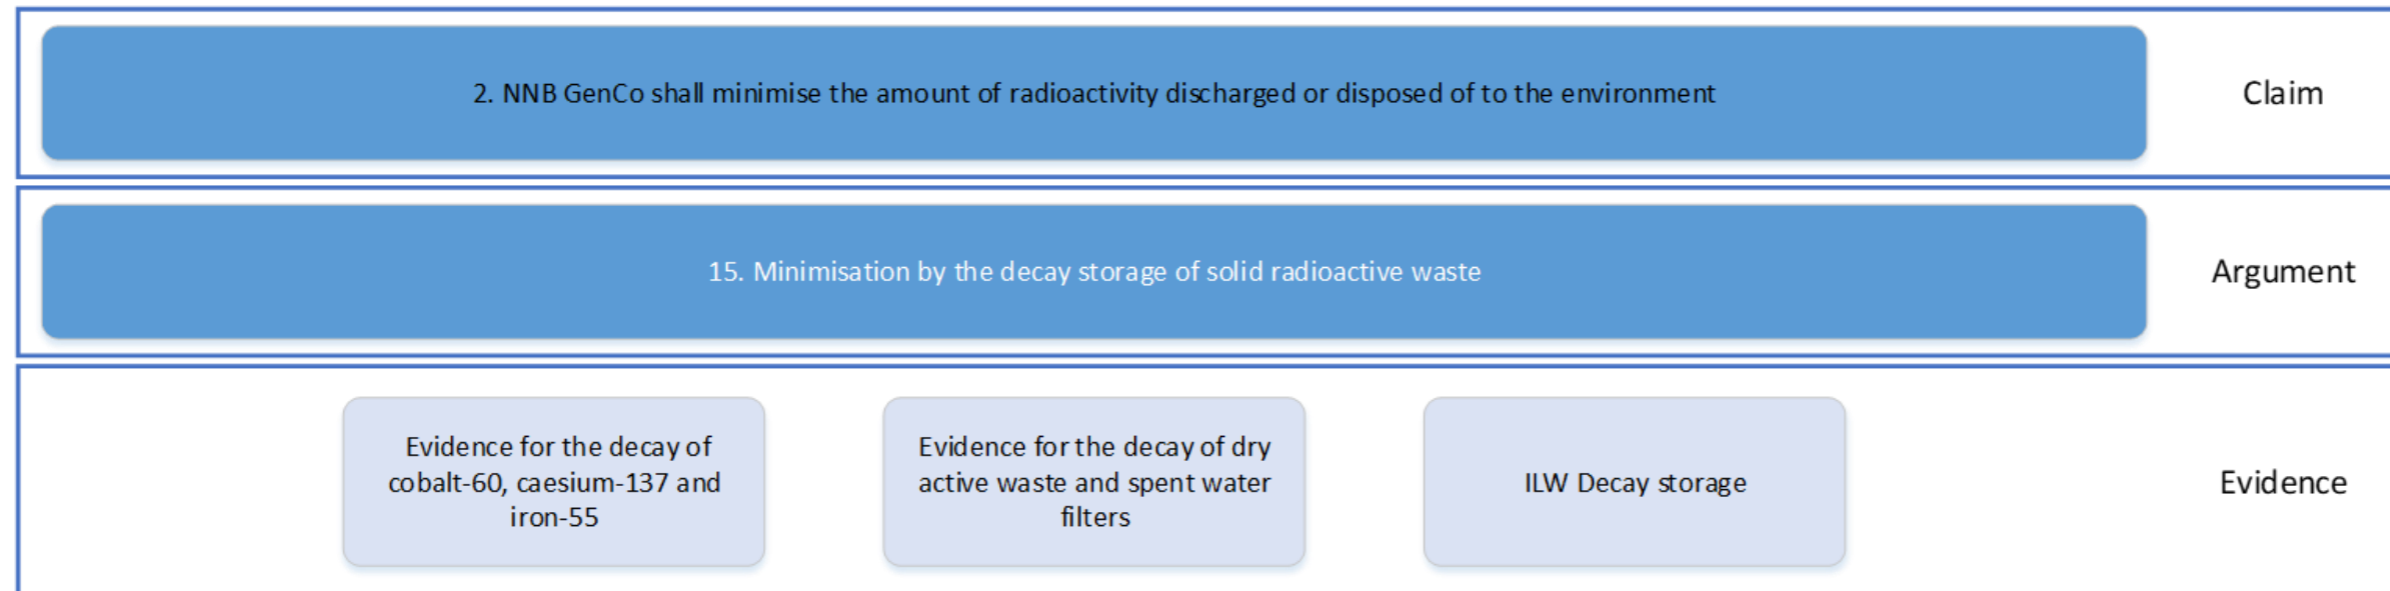 2. NNB GenCo shall minimise the amount of radioactivity discharged or disposed of to the environment
Claim
15. Minimisation by the decay storage of solid radioactive waste
Argument
Evidence for the decay of
cobalt-60, caesium-137 and
iron-55
Evidence for the decay of dry
active waste and spent water
filters
ILW Decay storage
Evidence